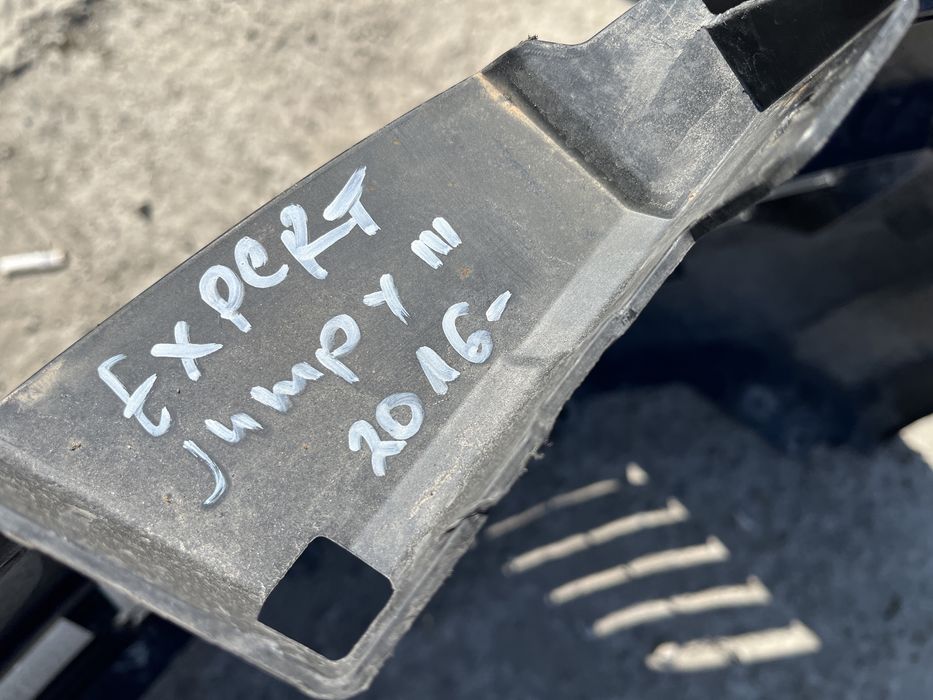 EXPERT
Jumpy III
2016-